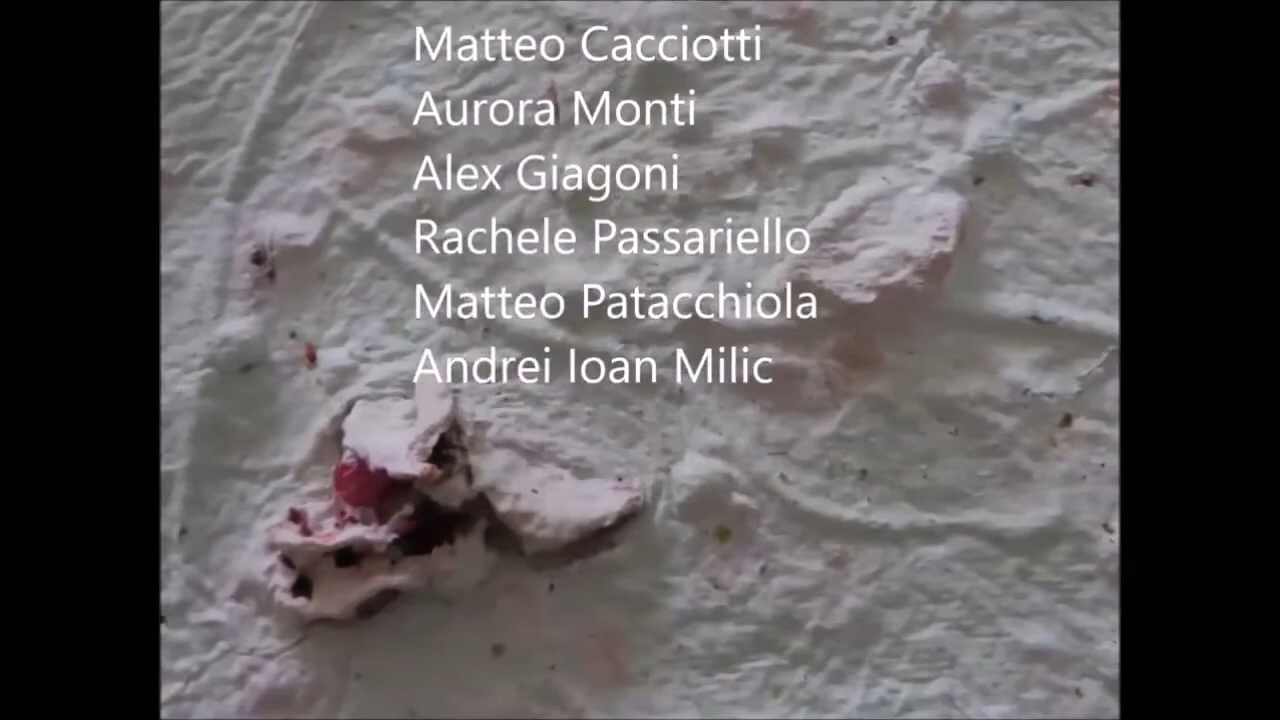 Matteo Cacciotti
Aurora Monti
Alex Giagoni
Rachele Passariello
Matteo Patacchiola
Andrei Ioan Milic